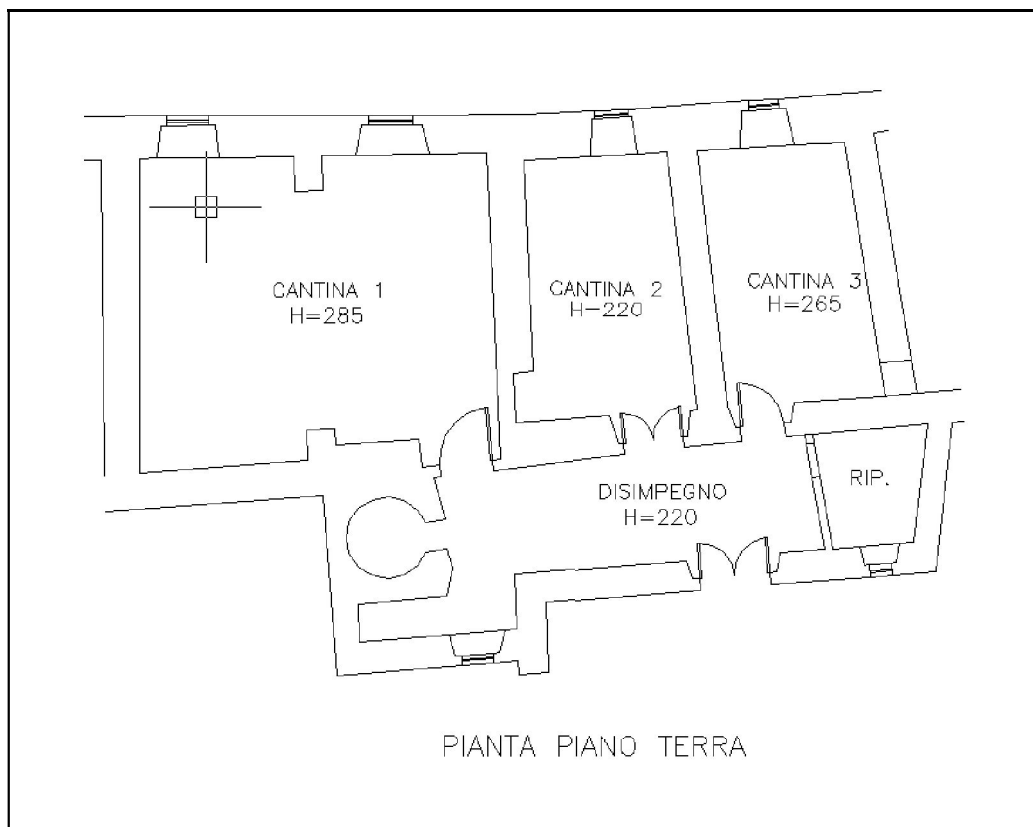 CANTINA 1
H=285
CANTINA 2
H=220
CANTINA 3
H=265
DISIMPEGNO
H=220
RIP.
PIANTA PIANO TERRA